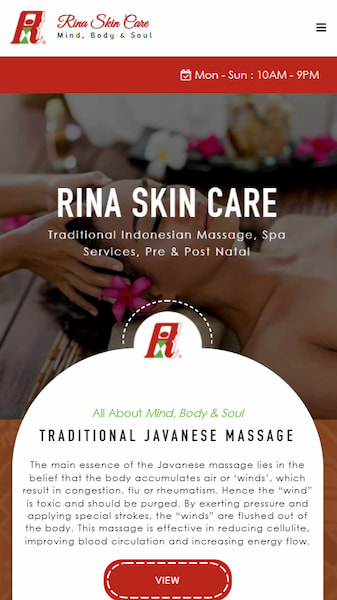 Rina Skin Care
Mind, Body & Soul
Mon - Sun : 10AM - 9PM
RINA SKIN CARE
Traditional Indonesian Massage, Spa
Services, Pre & Post Natal
All About Mind, Body & Soul
TRADITIONAL JAVANESE MASSAGE
The main essence of the Javanese massage lies in the
belief that the body accumulates air or ‘winds’, which
result in congestion, flu or rheumatism. Hence the “wind”
is toxic and should be purged. By exerting pressure and
applying special strokes, the “winds” are flushed out of
the body. This massage is effective in reducing cellulite,
improving blood circulation and increasing energy flow.
VIEW